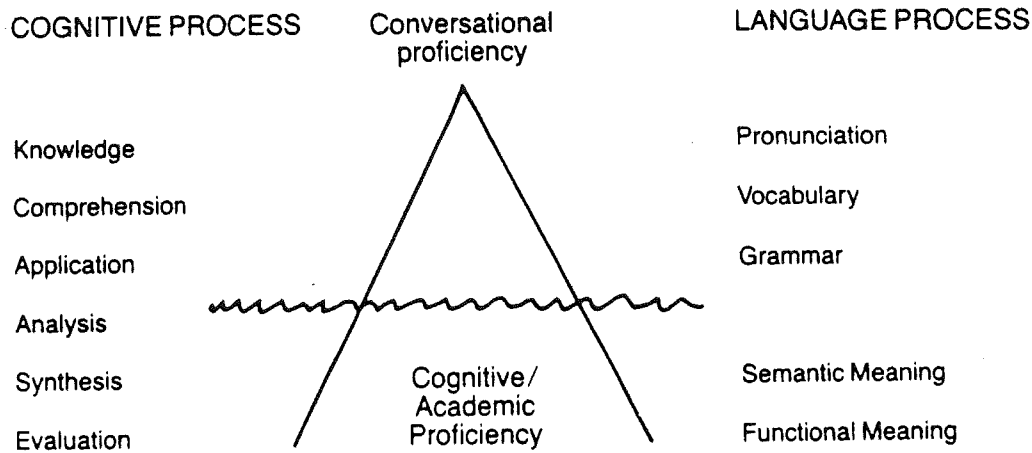 COGNITIVE PROCESS
Conversational
proficiency
LANGUAGE PROCESS
Knowledge
Comprehension
Application
Analysis
Synthesis
Evaluation
Cognitive/
Academic
Proficiency
Pronunciation
Vocabulary
Grammar
Semantic Meaning
Functional Meaning